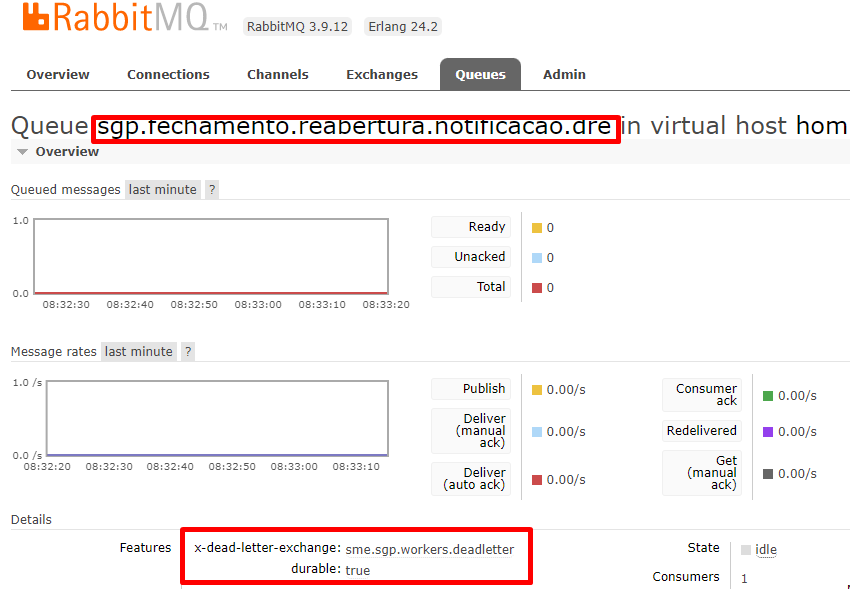 RabbitMQ TM RabbitMQ 3.9.12 Erlang 24.2
Overview Connections Channels Exchanges Queues Admin
Queue sgp.fechamento.reabertura.notificacao.dre in virtual host hom
Overview
Queued messages last minute ?
1.0
0.0
08:32:30 08:32:40 08:32:50 08:33:00 08:33:10 08:33:20
Ready 0
Unacked 0
Total 0
Message rates last minute ?
1.0 /s
0.0 /s
08:32:20 08:32:30 08:32:40 08:32:50 08:33:00 08:33:10
Publish 0.00/s
Deliver
(manual
ack) 0.00/s
Deliver
(auto ack) 0.00/s
Consumer
ack 0.00/s
Redelivered 0.00/s
Get
(manual
ack) 0.00/s
Details
Features x-dead-letter-exchange: sme.sgp.workers.deadletter
durable: true
State idle
Consumers 1